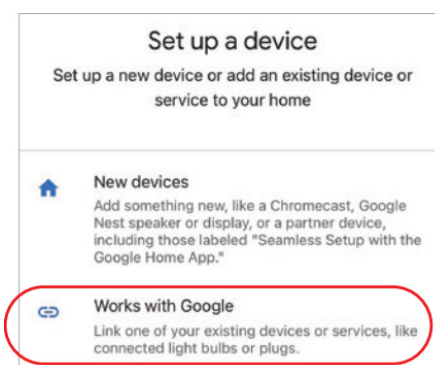 Set up a device
Set up a new device or add an existing device or
service to your home
New devices
Add something new, like a Chromecast, Google
Nest speaker or display, or a partner device,
including those labeled "Seamless Setup with the
Google Home App."
Works with Google
Link one of your existing devices or services, like
connected light bulbs or plugs.